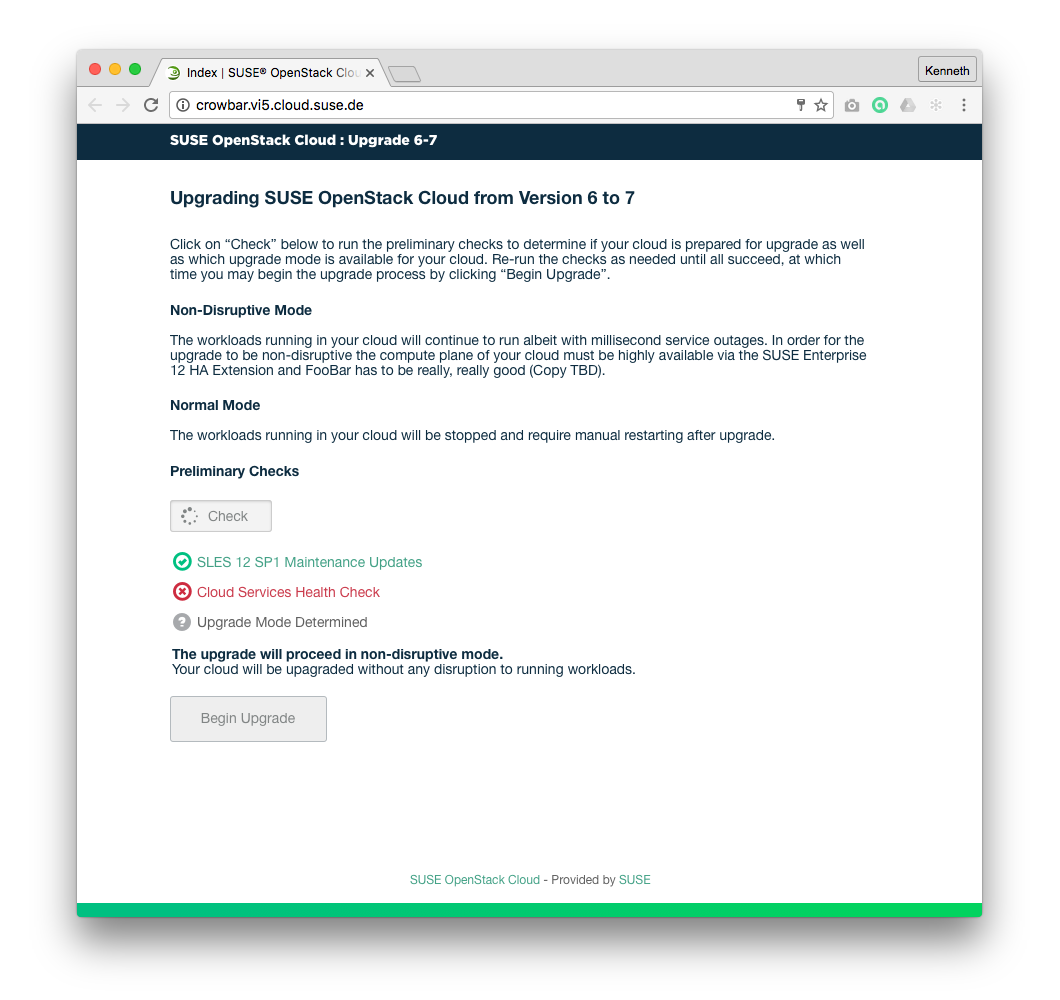 Index | SUSE® OpenStack Clou
Kenneth
crowbar.vi5.cloud.suse.de
SUSE OpenStack Cloud : Upgrade 6-7
Upgrading SUSE OpenStack Cloud from Version 6 to 7
Click on “Check” below to run the preliminary checks to determine if your cloud is prepared for upgrade as well
as which upgrade mode is available for your cloud. Re-run the checks as needed until all succeed, at which
time you may begin the upgrade process by clicking “Begin Upgrade”.
Non-Disruptive Mode
The workloads running in your cloud will continue to run albeit with millisecond service outages. In order for the
upgrade to be non-disruptive the compute plane of your cloud must be highly available via the SUSE Enterprise
12 HA Extension and FooBar has to be really, really good (Copy TBD).
Normal Mode
The workloads running in your cloud will be stopped and require manual restarting after upgrade.
Preliminary Checks
Check
SLES 12 SP1 Maintenance Updates
Cloud Services Health Check
Upgrade Mode Determined
The upgrade will proceed in non-disruptive mode.
Your cloud will be upagraded without any disruption to running workloads.
Begin Upgrade
SUSE OpenStack Cloud - Provided by SUSE